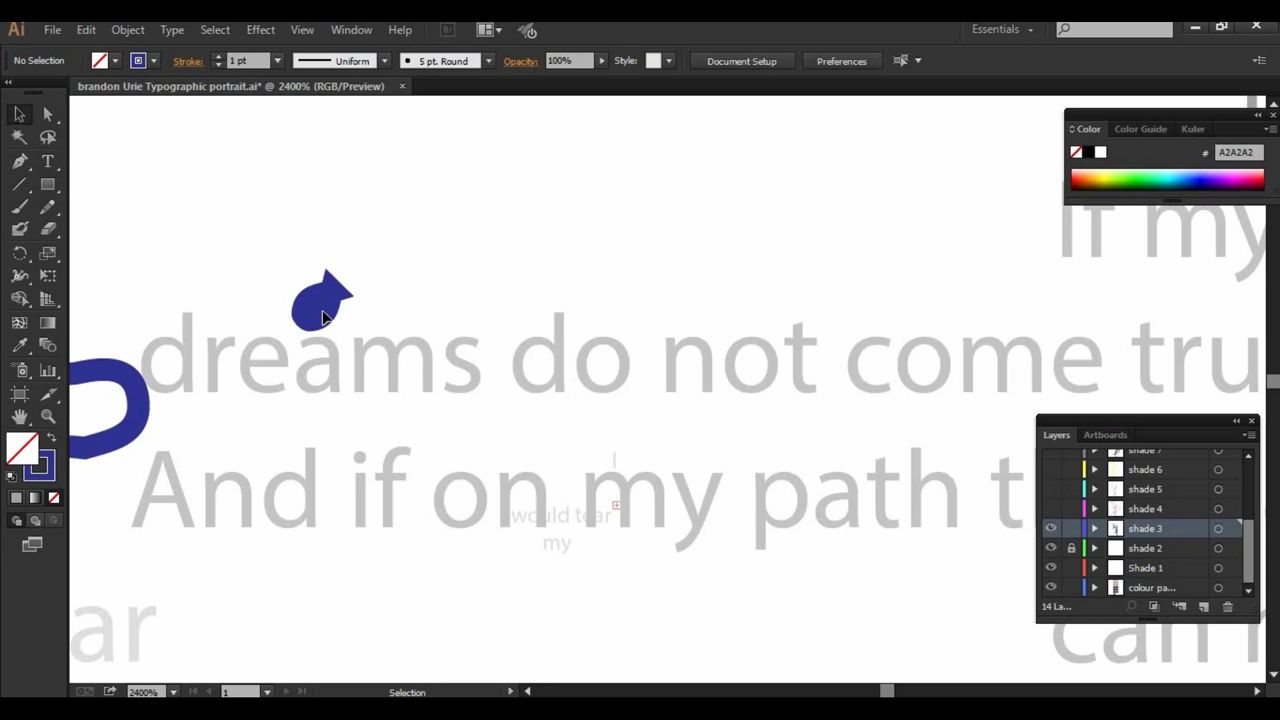 Ai File Edit Object Type Select Effect View Window Help Br Essentials
No Selection Stroke: 1 pt Uniform 5 pt. Round Opacity: 100% Style: Document Setup Preferences
brandon Urie Typographic portrait.ai* @ 2400% (RGB/Preview)
Color Color Guide Kuler
# A2A2A2
If my
dreams do not come tru
And if on my path t
would tear
my
ar
can
Layers Artboards
shade 7
shade 6
shade 5
shade 4
shade 3
shade 2
Shade 1
colour pa...
14 La...
2400% 1 Selection